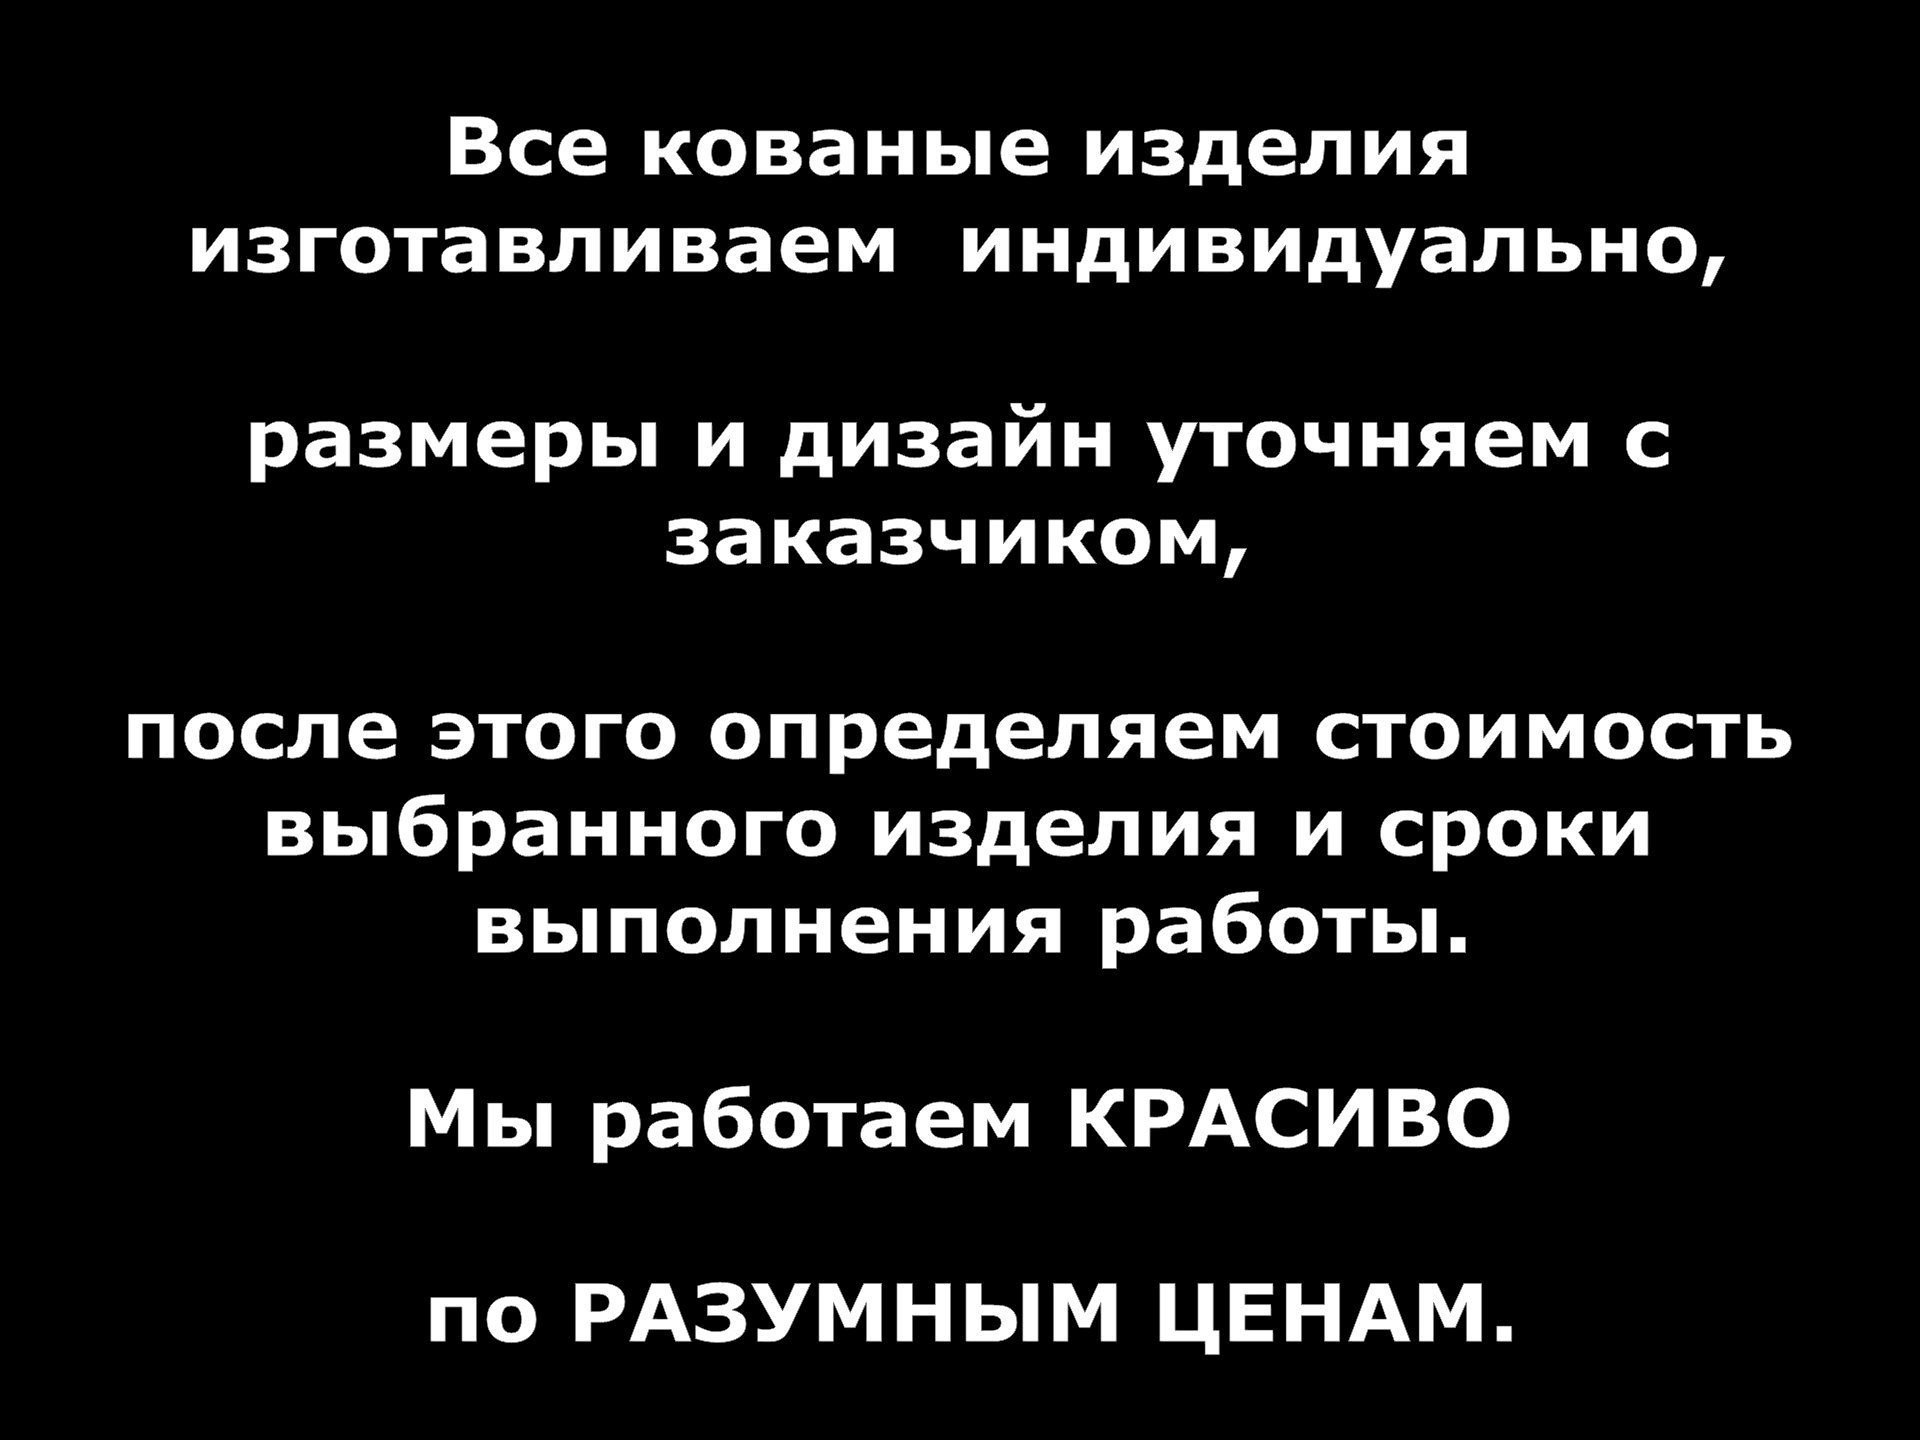 Все кованые изделия
изготавливаем  индивидуально,
размеры и дизайн уточняем с
заказчиком,
после этого определяем стоимость
выбранного изделия и сроки
выполнения работы.
Мы работаем КРАСИВО
по РАЗУМНЫМ ЦЕНАМ.